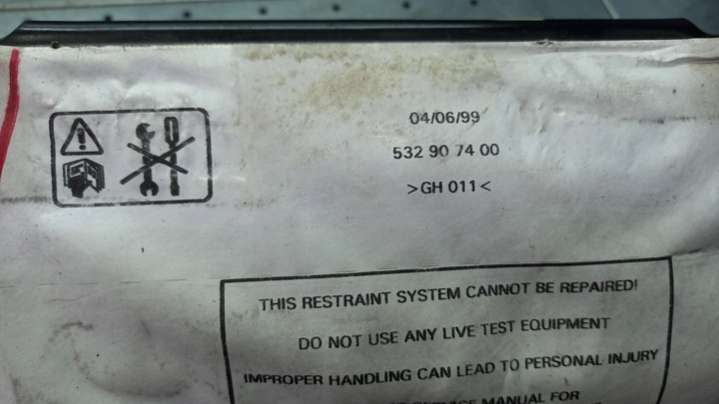 04/06/99
532 90 74 00
>GH 011<
THIS RESTRAINT SYSTEM CANNOT BE REPAIRED!
DO NOT USE ANY LIVE TEST EQUIPMENT
IMPROPER HANDLING CAN LEAD TO PERSONAL INJURY
SERVICE MANUAL FOR